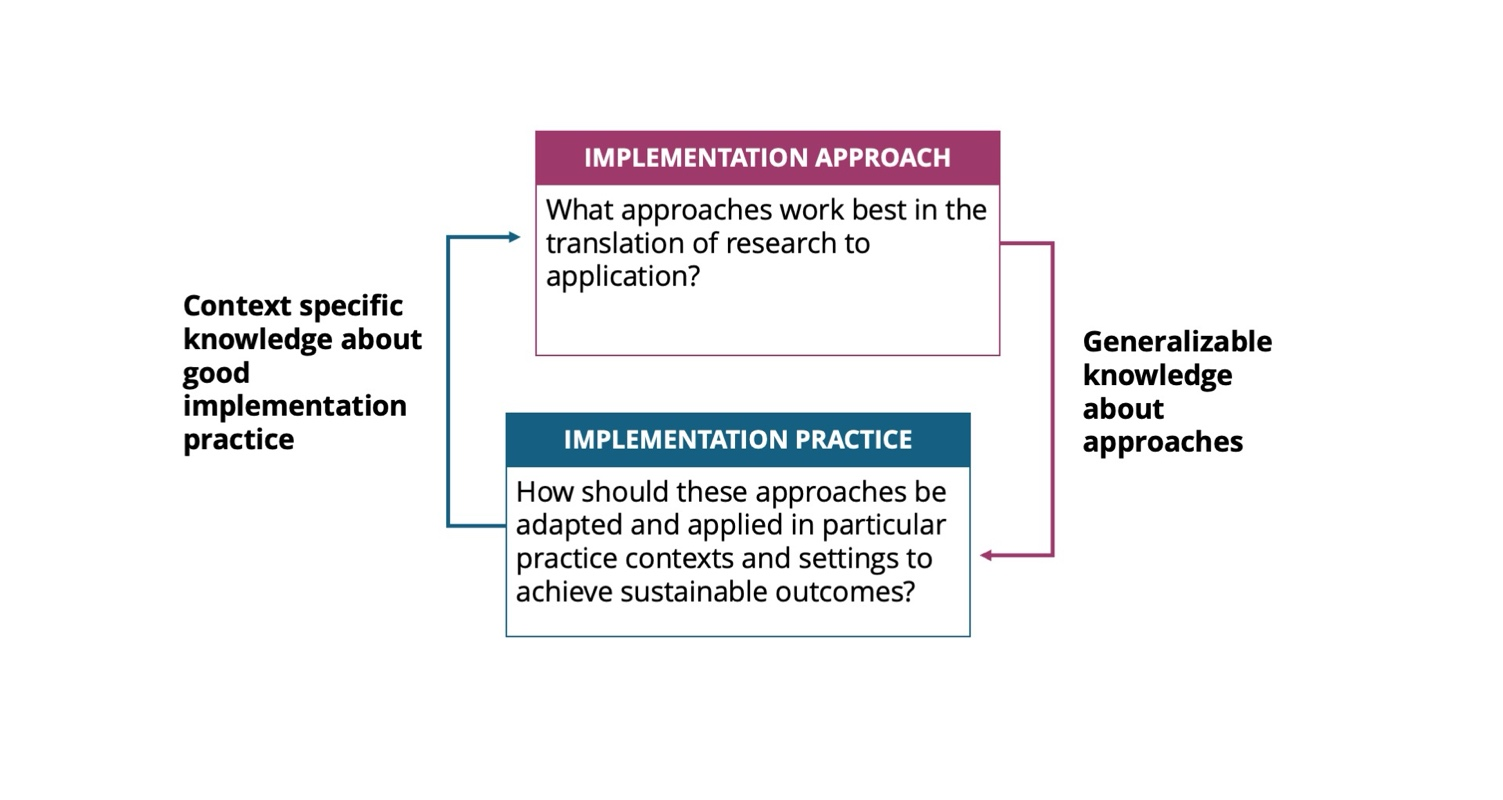 IMPLEMENTATION APPROACH
What approaches work best in the
translation of research to
application?
Context specific
knowledge about
good
implementation
practice
Generalizable
knowledge
about
approaches
IMPLEMENTATION PRACTICE
How should these approaches be
adapted and applied in particular
practice contexts and settings to
achieve sustainable outcomes?